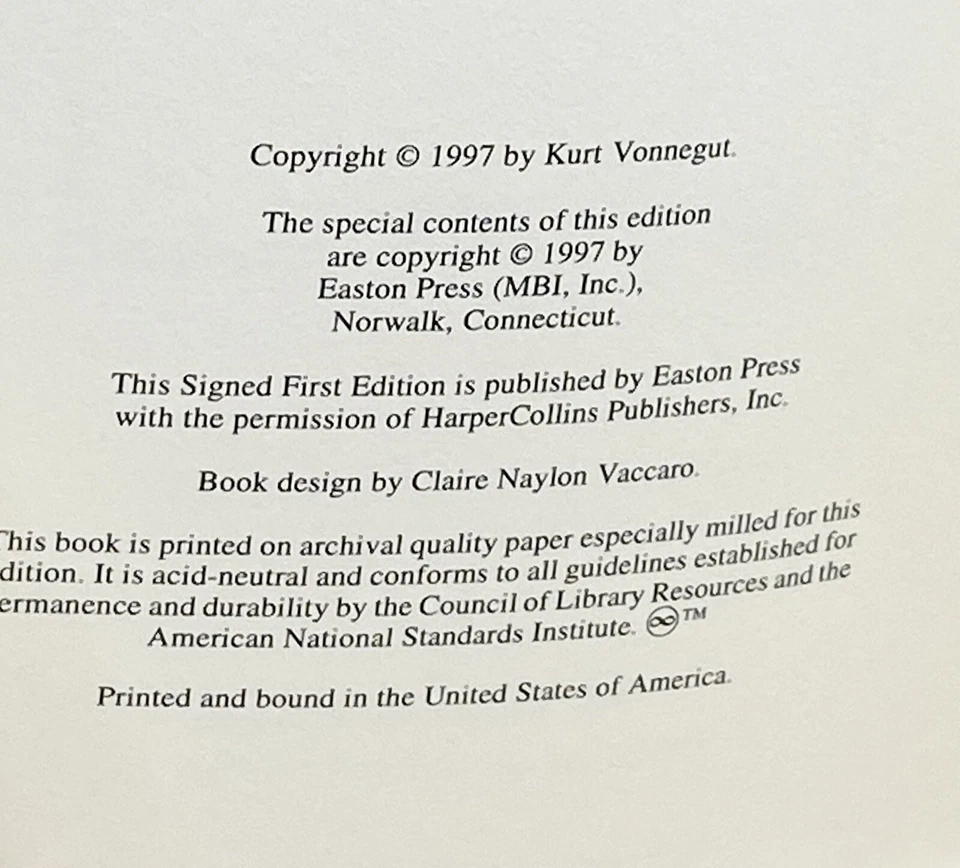 Copyright © 1997 by Kurt Vonnegut.
The special contents of this edition
are copyright © 1997 by
Easton Press (MBI, Inc.),
Norwalk, Connecticut.
This Signed First Edition is published by Easton Press
with the permission of HarperCollins Publishers, Inc.
Book design by Claire Naylon Vaccaro.
This book is printed on archival quality paper especially milled for this
dition. It is acid-neutral and conforms to all guidelines established for
ermanence and durability by the Council of Library Resources and the
American National Standards Institute. ♾™
Printed and bound in the United States of America.